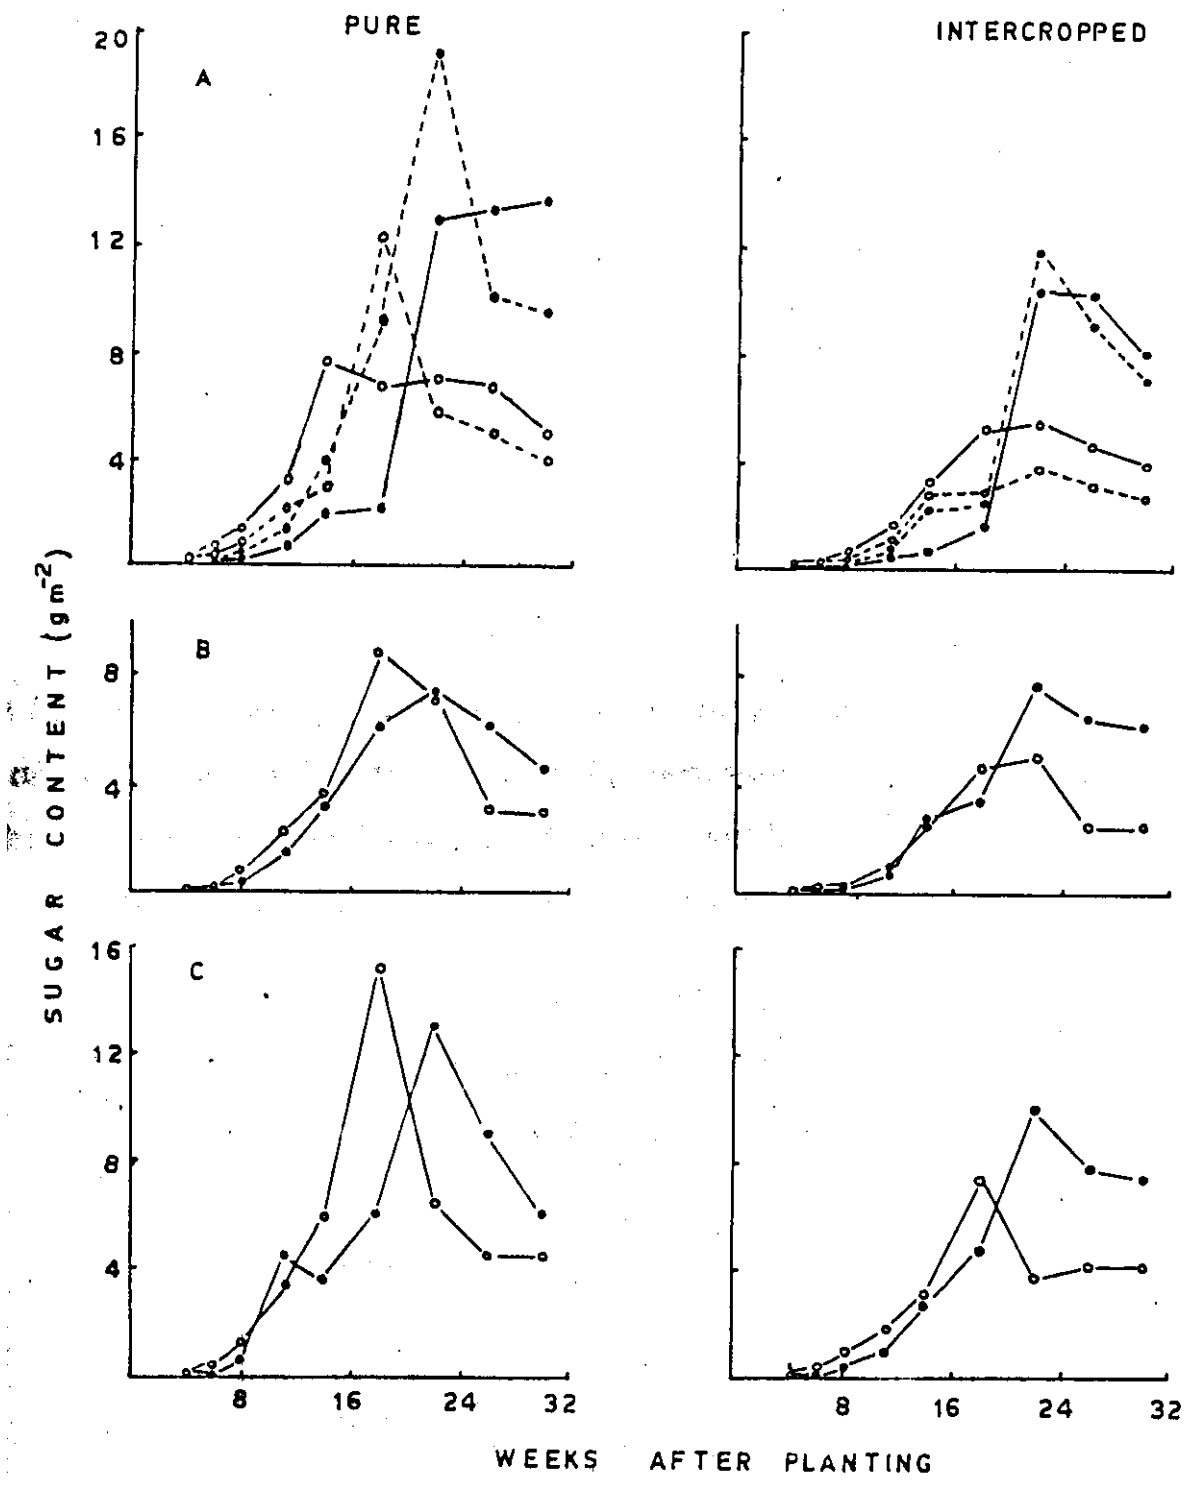 PURE
INTERCROPPED
A
20
16
12
8
4
SUGAR CONTENT (gm⁻²)
B
8
4
C
16
12
8
4
8 16 24 32
8 16 24 32
WEEKS AFTER PLANTING